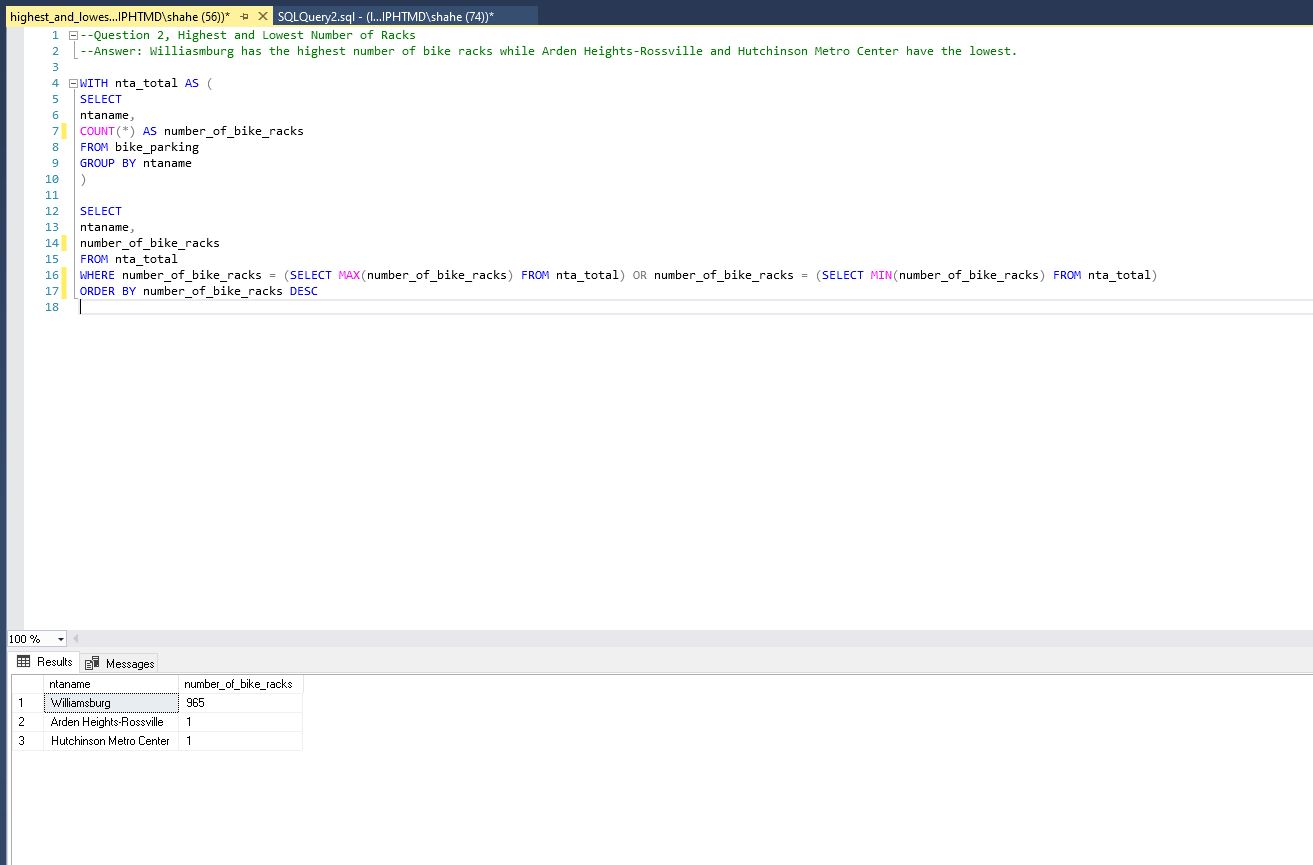 highest_and_lowes...IPHTMD\shahe (56))* SQLQuery2.sql - (l...IPHTMD\shahe (74))*
1 --Question 2, Highest and Lowest Number of Racks
2 --Answer: Williasmburg has the highest number of bike racks while Arden Heights-Rossville and Hutchinson Metro Center have the lowest.
3
4 WITH nta_total AS (
5 SELECT
6 ntaname,
7 COUNT(*) AS number_of_bike_racks
8 FROM bike_parking
9 GROUP BY ntaname
10 )
11
12 SELECT
13 ntaname,
14 number_of_bike_racks
15 FROM nta_total
16 WHERE number_of_bike_racks = (SELECT MAX(number_of_bike_racks) FROM nta_total) OR number_of_bike_racks = (SELECT MIN(number_of_bike_racks) FROM nta_total)
17 ORDER BY number_of_bike_racks DESC
18
100 %
Results Messages
ntaname number_of_bike_racks
1 Williamsburg 965
2 Arden Heights-Rossville 1
3 Hutchinson Metro Center 1